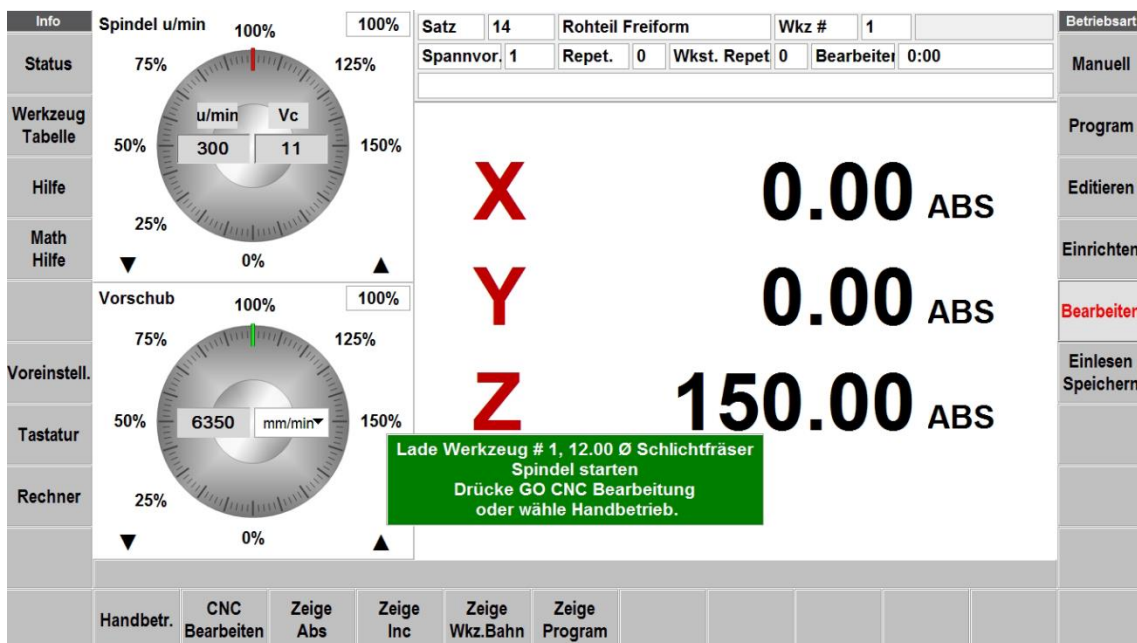 Info
Status
Werkzeug
Tabelle
Hilfe
Math
Hilfe
Voreinstell.
Tastatur
Rechner
Spindel u/min
100%
100%
75%
125%
u/min
Vc
50%
300
11
150%
25%
0%
▼
▲
Vorschub
100%
100%
75%
125%
50%
6350
mm/min▼
150%
25%
0%
▼
▲
Satz 14 Rohteil Freiform Wkz # 1
Spannvor. 1 Repet. 0 Wkst. Repet 0 Bearbeiter 0:00
X 0.00 ABS
Y 0.00 ABS
Z 150.00 ABS
Lade Werkzeug # 1, 12.00 Ø Schlichtfräser
Spindel starten
Drücke GO CNC Bearbeitung
oder wähle Handbetrieb.
Betriebsart
Manuell
Program
Editieren
Einrichten
Bearbeiten
Einlesen
Speichern
Handbetr.
CNC
Bearbeiten
Zeige
Abs
Zeige
Inc
Zeige
Wkz.Bahn
Zeige
Program